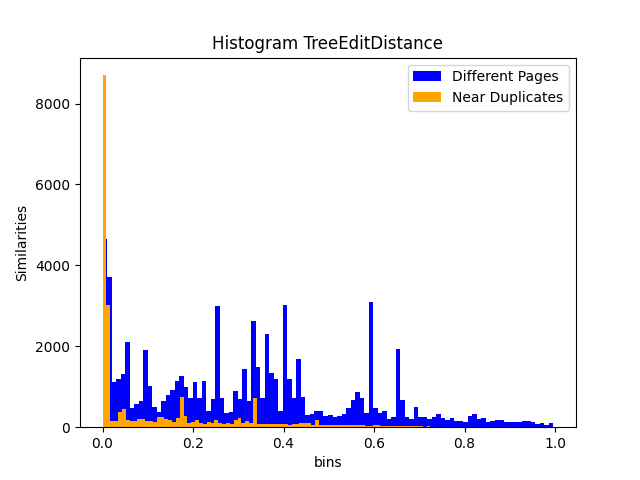 Histogram TreeEditDistance
Different Pages
Near Duplicates
8000
6000
4000
2000
0
Similarities
0.0 0.2 0.4 0.6 0.8 1.0
bins